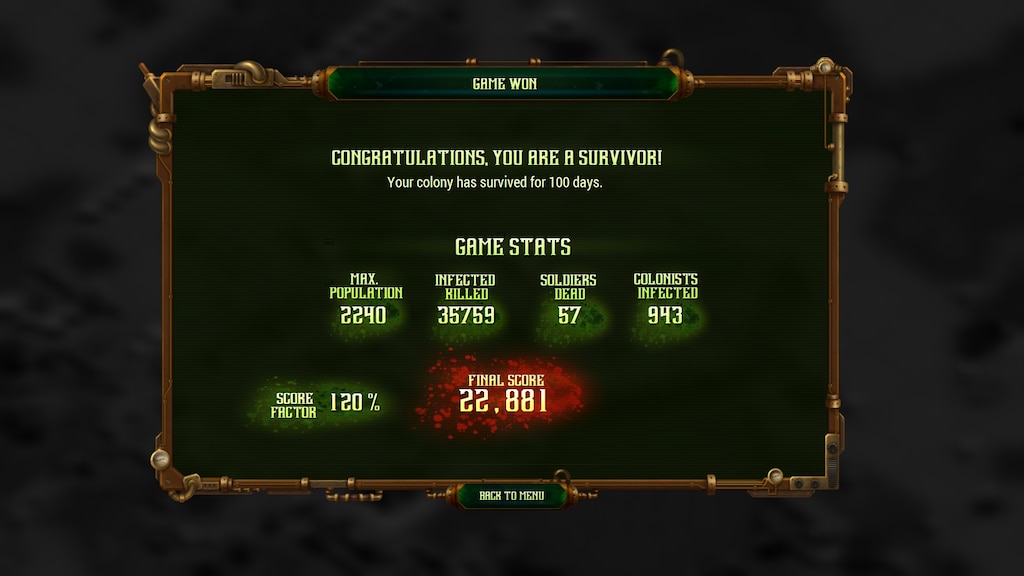 GAME WON
CONGRATULATIONS, YOU ARE A SURVIVOR!
Your colony has survived for 100 days.
GAME STATS
MAX.
POPULATION
2240
INFECTED
KILLED
35759
SOLDIERS
DEAD
57
COLONISTS
INFECTED
943
SCORE
FACTOR
120 %
FINAL SCORE
22,881
BACK TO MENU